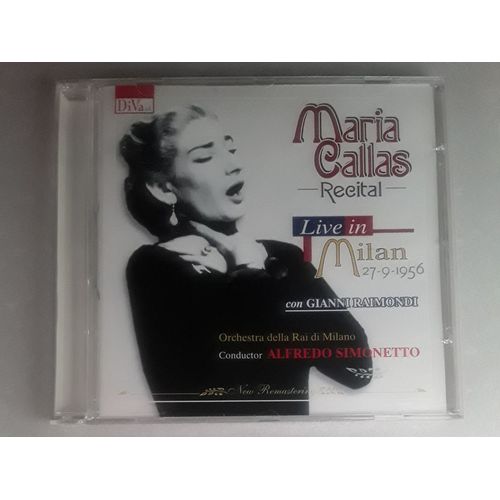 DiVa
Maria
Callas
Recital
Live in
Milan
27-9-1956
con GIANNI RAIMONDI
Orchestra della Rai di Milano
Conductor ALFREDO SIMONETTO
New Remastering